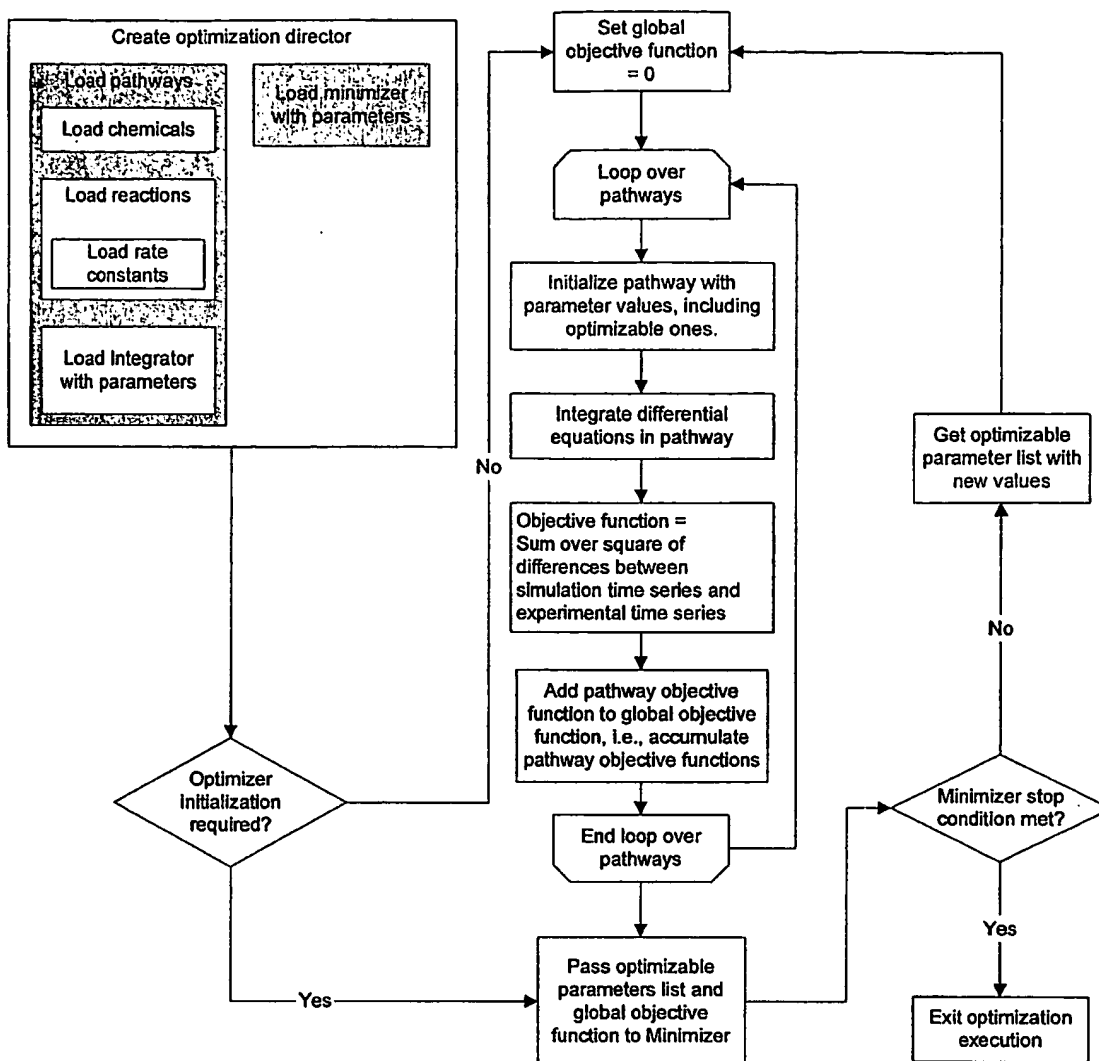 Create optimization director
Load pathways
Load chemicals
Load reactions
Load rate
constants
Load Integrator
with parameters
Load minimizer
with parameters
Optimizer
initialization
required?
No
Yes
Set global
objective function
= 0
Loop over
pathways
Initialize pathway with
parameter values, including
optimizable ones.
Integrate differential
equations in pathway
Objective function =
Sum over square of
differences between
simulation time series and
experimental time series
Add pathway objective
function to global objective
function, i.e., accumulate
pathway objective functions
End loop over
pathways
Pass optimizable
parameters list and
global objective
function to Minimizer
Get optimizable
parameter list with
new values
No
Minimizer stop
condition met?
Yes
Exit optimization
execution